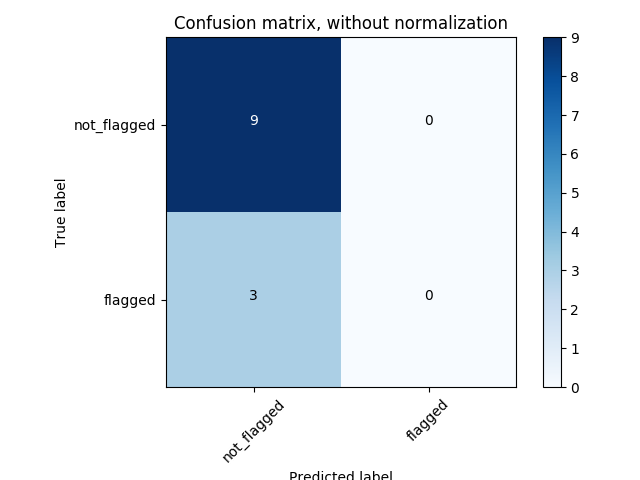 Confusion matrix, without normalization
not_flagged
9
0
flagged
3
0
True label
not_flagged
flagged
Predicted label
9
8
7
6
5
4
3
2
1
0